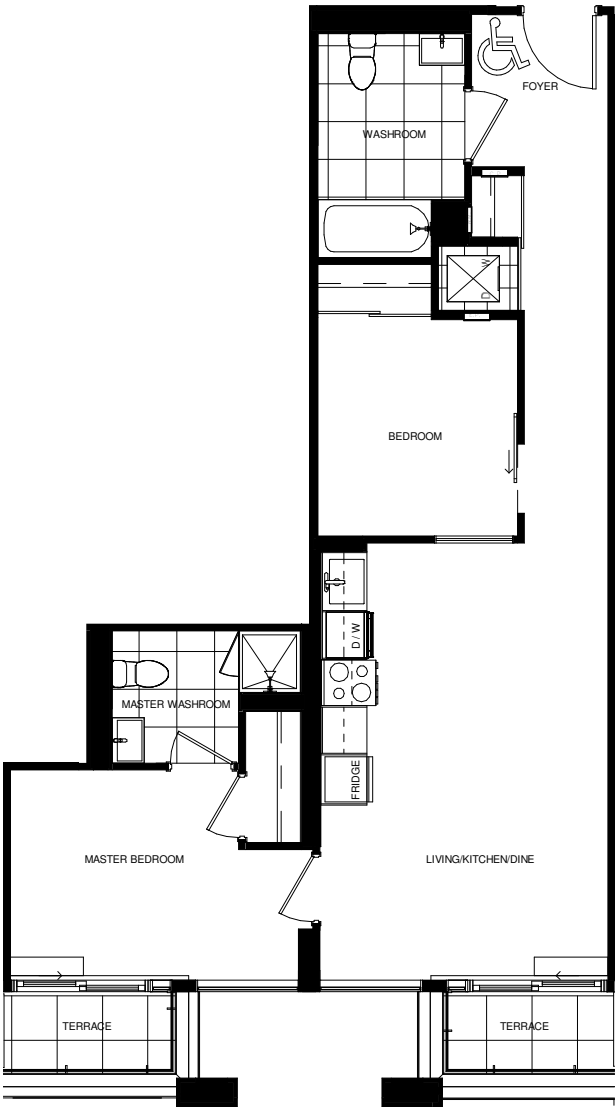 FOYER
WASHROOM
D W
BEDROOM
D / W
MASTER WASHROOM
FRIDGE
MASTER BEDROOM
LIVING/KITCHEN/DINE
TERRACE
TERRACE